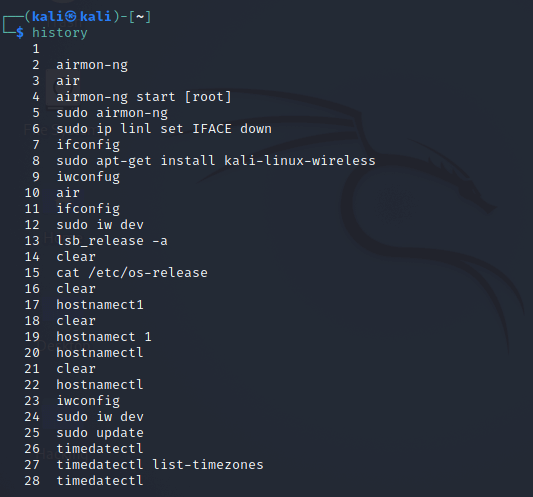 ┌──(kali㉿kali)-[~]
└─$ history
1
2 airmon-ng
3 air
4 airmon-ng start [root]
5 sudo airmon-ng
6 sudo ip linl set IFACE down
7 ifconfig
8 sudo apt-get install kali-linux-wireless
9 iwconfug
10 air
11 ifconfig
12 sudo iw dev
13 lsb_release -a
14 clear
15 cat /etc/os-release
16 clear
17 hostnamect1
18 clear
19 hostnamect 1
20 hostnamectl
21 clear
22 hostnamectl
23 iwconfig
24 sudo iw dev
25 sudo update
26 timedatectl
27 timedatectl list-timezones
28 timedatectl